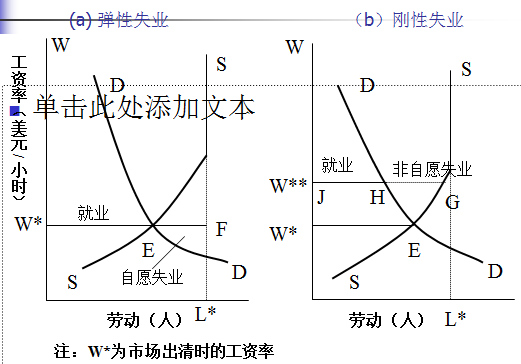 (a) 弹性失业
（b）刚性失业
W
S
D
工资率（美元/小时）
单击此处添加文本
就业
W*
F
E
自愿失业
S
D
劳动（人）
L*
W
S
D
就业
非自愿失业
W**
J
H
G
W*
E
S
D
劳动（人）
L*
注：W*为市场出清时的工资率